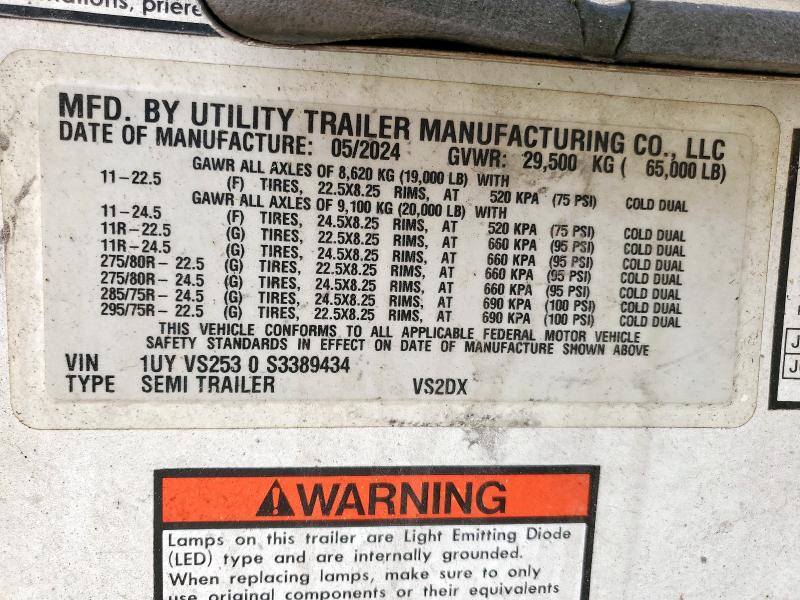 prière
MFD. BY UTILITY TRAILER MANUFACTURING CO., LLC
DATE OF MANUFACTURE: 05/2024 GVWR: 29,500 KG ( 65,000 LB)
GAWR ALL AXLES OF 8,620 KG (19,000 LB) WITH
11-22.5 (F) TIRES, 22.5X8.25 RIMS, AT 520 KPA (75 PSI) COLD DUAL
GAWR ALL AXLES OF 9,100 KG (20,000 LB) WITH
11-24.5 (F) TIRES, 24.5X8.25 RIMS, AT 520 KPA (75 PSI) COLD DUAL
11R-22.5 (G) TIRES, 22.5X8.25 RIMS, AT 660 KPA (95 PSI) COLD DUAL
11R-24.5 (G) TIRES, 24.5X8.25 RIMS, AT 660 KPA (95 PSI) COLD DUAL
275/80R- 22.5 (G) TIRES, 22.5X8.25 RIMS, AT 660 KPA (95 PSI) COLD DUAL
275/80R- 24.5 (G) TIRES, 24.5X8.25 RIMS, AT 660 KPA (95 PSI) COLD DUAL
285/75R- 24.5 (G) TIRES, 24.5X8.25 RIMS, AT 690 KPA (100 PSI) COLD DUAL
295/75R- 22.5 (G) TIRES, 22.5X8.25 RIMS, AT 690 KPA (100 PSI) COLD DUAL
THIS VEHICLE CONFORMS TO ALL APPLICABLE FEDERAL MOTOR VEHICLE
SAFETY STANDARDS IN EFFECT ON DATE OF MANUFACTURE SHOWN ABOVE
VIN 1UY VS253 0 S3389434
TYPE SEMI TRAILER VS2DX
WARNING
Lamps on this trailer are Light Emitting Diode
(LED) type and are internally grounded.
When replacing lamps, make sure to only
use original components or their equivalents